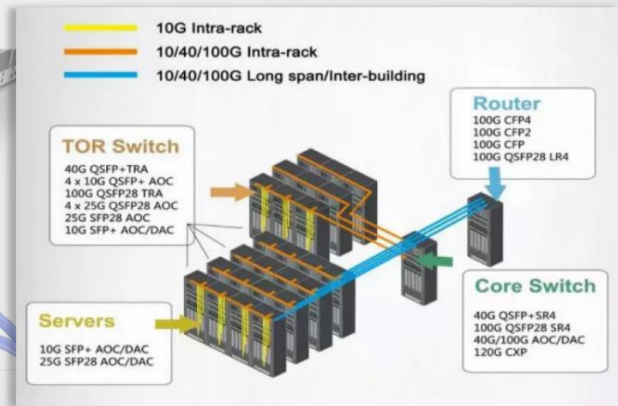 10G Intra-rack
10/40/100G Intra-rack
10/40/100G Long span/Inter-building
Router
100G CFP4
100G CFP2
100G CFP
100G QSFP28 LR4
TOR Switch
40G QSFP+TRA
4 x 10G QSFP+ AOC
100G QSFP28 TRA
4 x 25G QSFP28 AOC
25G SFP28 AOC
10G SFP+ AOC/DAC
Servers
10G SFP+ AOC/DAC
25G SFP28 AOC/DAC
Core Switch
40G QSFP+SR4
100G QSFP28 SR4
40G/100G AOC/DAC
120G CXP